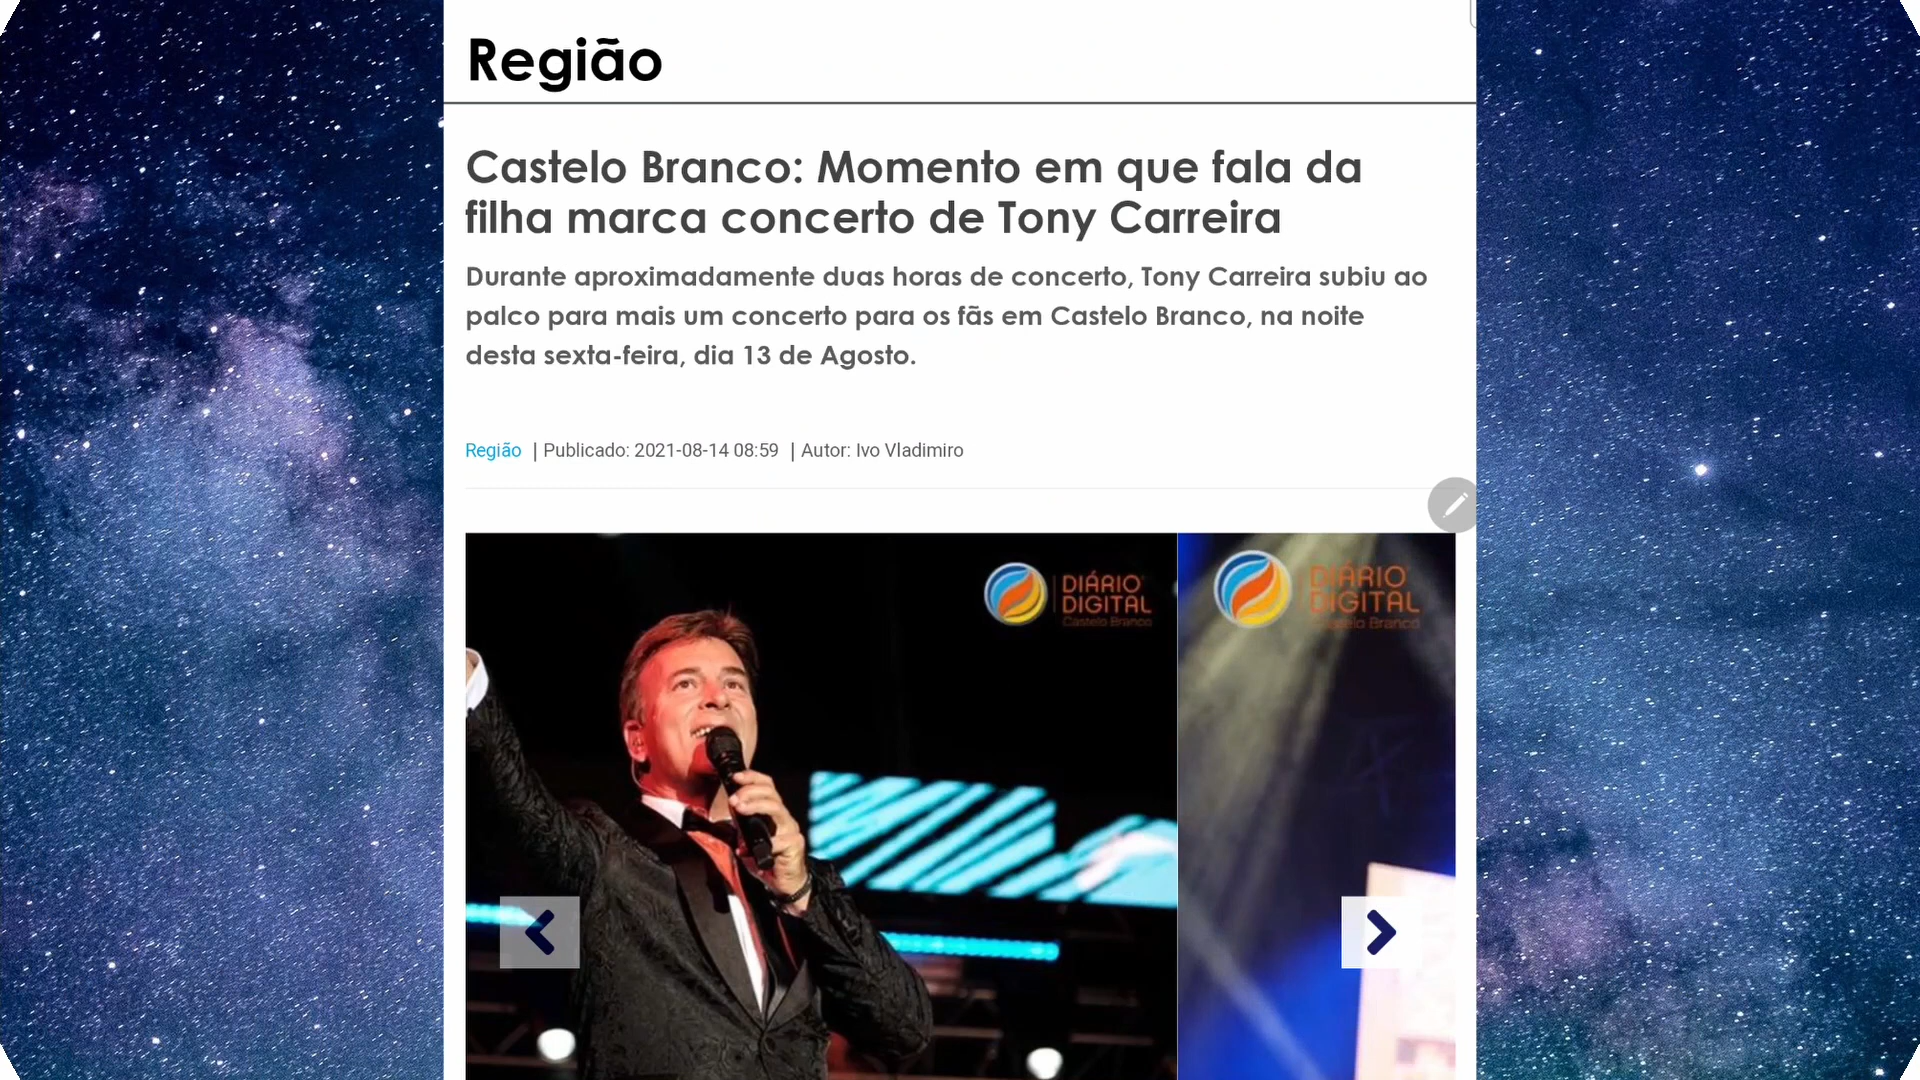 Região
Castelo Branco: Momento em que fala da
filha marca concerto de Tony Carreira
Durante aproximadamente duas horas de concerto, Tony Carreira subiu ao
palco para mais um concerto para os fãs em Castelo Branco, na noite
desta sexta-feira, dia 13 de Agosto.
Região | Publicado: 2021-08-14 08:59 | Autor: Ivo Vladimiro
DIÁRIO
DIGITAL
Castelo Branco
DIÁRIO
DIGITAL
Castelo Branco